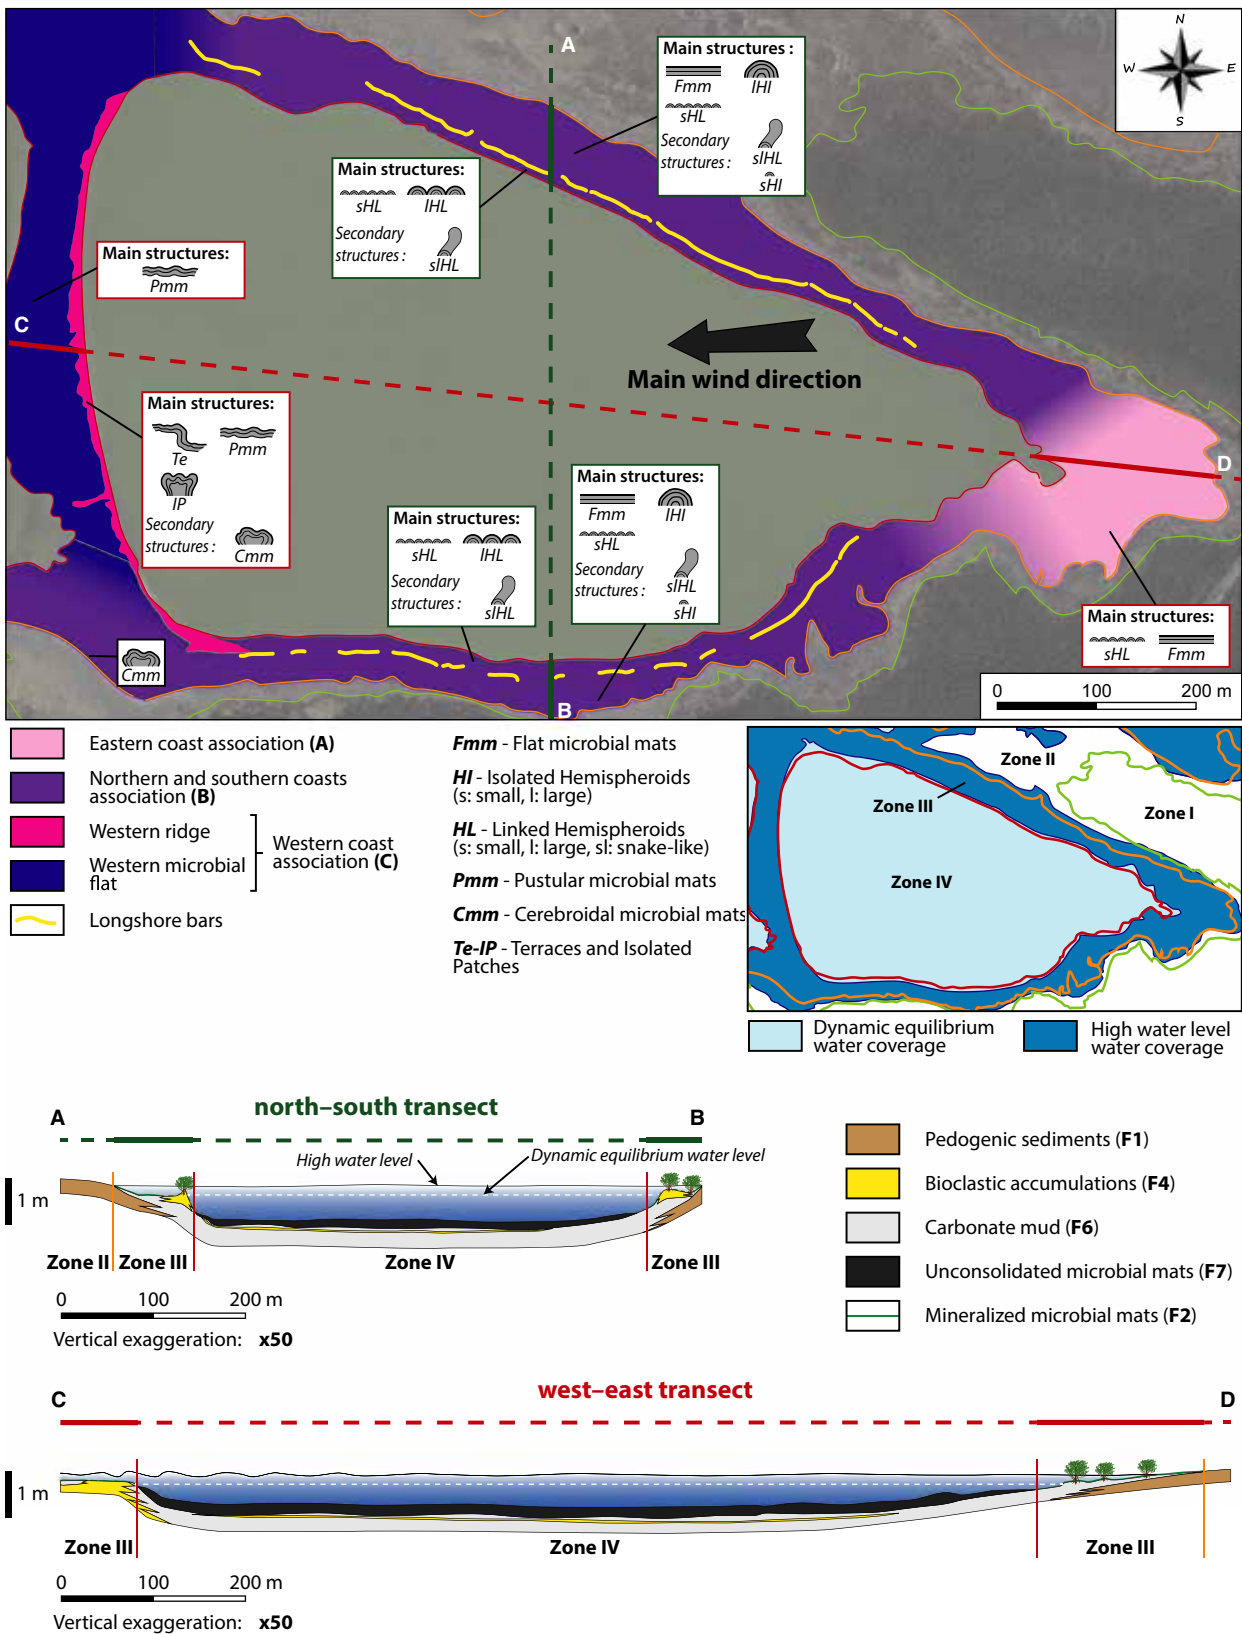 N
W
E
S
A
Main structures :
Fmm
lHl
sHL
Secondary
structures :
slHL
sHl
Main structures:
sHL
lHL
Secondary
structures :
slHL
Main structures:
Pmm
C
Main wind direction
Main structures:
Te
Pmm
IP
Secondary
structures :
Cmm
D
Main structures:
Fmm
lHl
sHL
Secondary
structures :
slHL
sHl
Main structures:
sHL
lHL
Secondary
structures :
slHL
Main structures:
sHL
Fmm
Cmm
B
0 100 200 m
Eastern coast association (A)
Northern and southern coasts
association (B)
Western ridge
Western microbial
flat
Western coast
association (C)
Longshore bars
Fmm - Flat microbial mats
HI - Isolated Hemispheroids
(s: small, l: large)
HL - Linked Hemispheroids
(s: small, l: large, sl: snake-like)
Pmm - Pustular microbial mats
Cmm - Cerebroidal microbial mats
Te-IP - Terraces and Isolated
Patches
Zone II
Zone I
Zone III
Zone IV
Dynamic equilibrium
water coverage
High water level
water coverage
north–south transect
A
B
High water level
Dynamic equilibrium water level
1 m
Zone II
Zone III
Zone IV
Zone III
0 100 200 m
Vertical exaggeration: x50
Pedogenic sediments (F1)
Bioclastic accumulations (F4)
Carbonate mud (F6)
Unconsolidated microbial mats (F7)
Mineralized microbial mats (F2)
west–east transect
C
D
1 m
Zone III
Zone IV
Zone III
0 100 200 m
Vertical exaggeration: x50